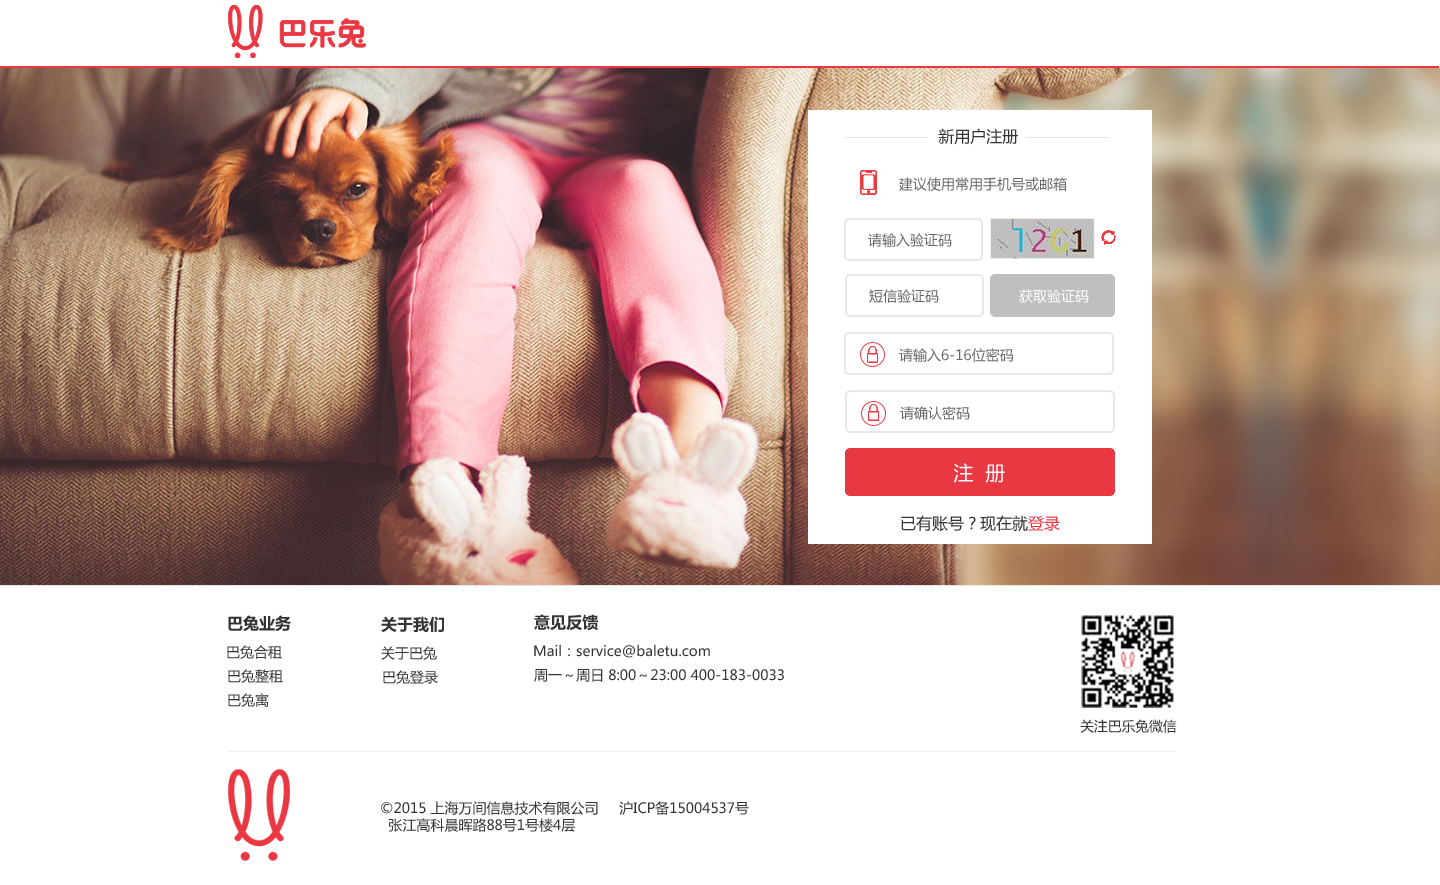 巴乐兔
新用户注册
建议使用常用手机号或邮箱
请输入验证码
短信验证码 获取验证码
请输入6-16位密码
请确认密码
注 册
已有账号？现在就登录
巴兔业务
巴兔合租
巴兔整租
巴兔寓
关于我们
关于巴兔
巴兔登录
意见反馈
Mail：service@baletu.com
周一～周日 8:00～23:00 400-183-0033
关注巴乐兔微信
©2015 上海万间信息技术有限公司 沪ICP备15004537号
张江高科晨晖路88号1号楼4层